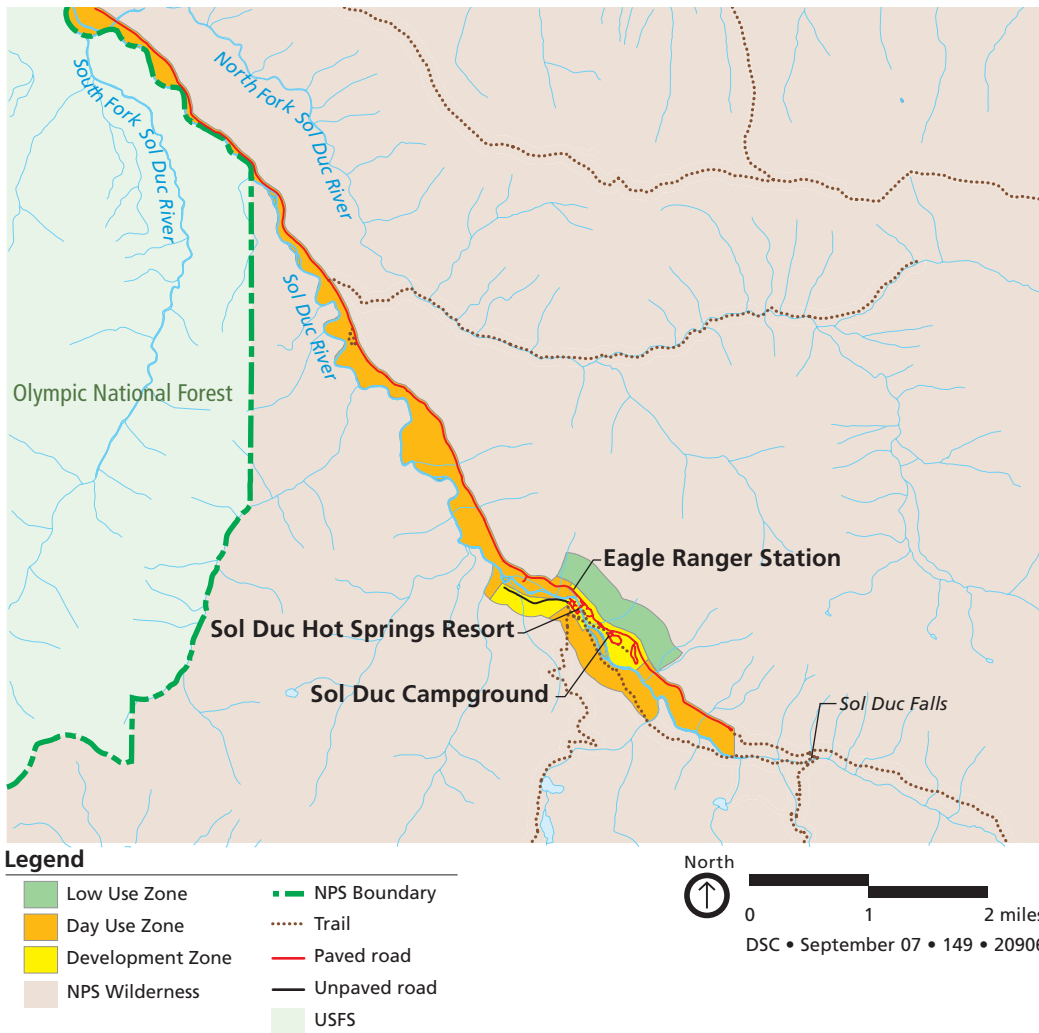 South Fork Sol Duc River
North Fork Sol Duc River
Sol Duc River
Olympic National Forest
Eagle Ranger Station
Sol Duc Hot Springs Resort
Sol Duc Campground
Sol Duc Falls
Legend
Low Use Zone
Day Use Zone
Development Zone
NPS Wilderness
NPS Boundary
Trail
Paved road
Unpaved road
USFS
North
0 1 2 miles
DSC • September 07 • 149 • 20906